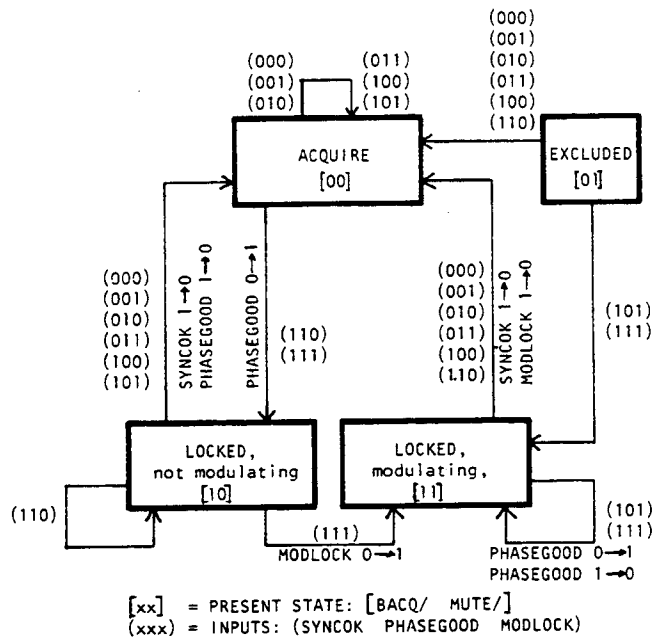 (000)
(001)
(010)
(011)
(100)
(101)
(000)
(001)
(010)
(011)
(100)
(110)
ACQUIRE
[00]
EXCLUDED
[01]
(000)
(001)
(010)
(011)
(100)
(101)
SYNCOK 1→0
PHASEGOOD 1→0
PHASEGOOD 0→1
(110)
(111)
(000)
(001)
(010)
(011)
(100)
(110)
SYNCOK 1→0
MODLOCK 1→0
(101)
(111)
LOCKED,
not modulating
[10]
LOCKED,
modulating,
[11]
(110)
(111)
MODLOCK 0→1
(101)
(111)
PHASEGOOD 0→1
PHASEGOOD 1→0
[xx] = PRESENT STATE: [BACQ/ MUTE/]
(xxx) = INPUTS: (SYNCOK PHASEGOOD MODLOCK)